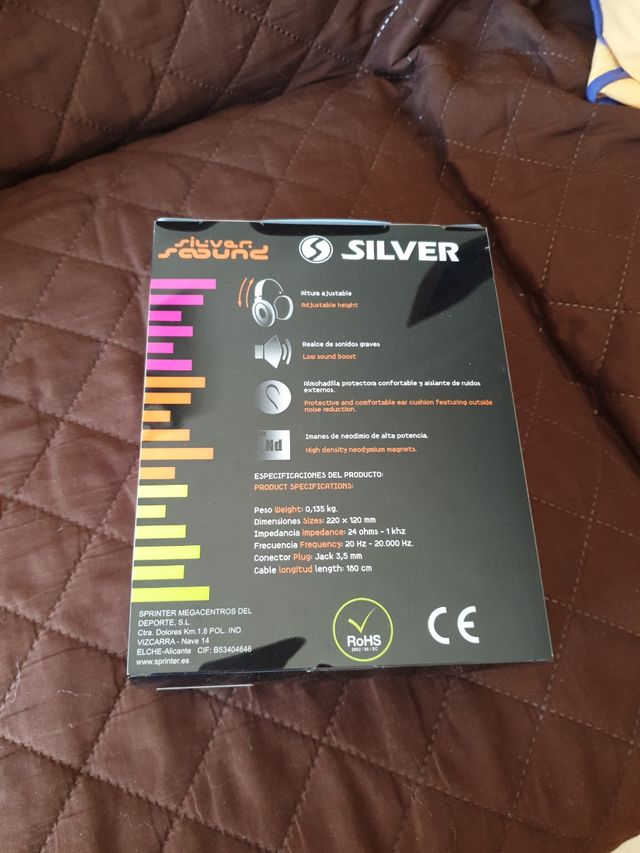 silver sound
S SILVER
Altura ajustable
Adjustable height
Realce de sonidos graves
Low sound boost
Almohadilla protectora confortable y aislante de ruidos
externos.
Protective and comfortable ear cushion featuring outside
noise reduction.
Nd
Imanes de neodimio de alta potencia.
High density neodymium magnets.
ESPECIFICACIONES DEL PRODUCTO:
PRODUCT SPECIFICATIONS:
Peso Weight: 0,135 kg.
Dimensiones Sizes: 220 x 120 mm
Impedancia impedance: 24 ohms - 1 khz
Frecuencia Frequency: 20 Hz - 20.000 Hz.
Conector Plug: Jack 3,5 mm
Cable longitud length: 180 cm
SPRINTER MEGACENTROS DEL
DEPORTE, S.L.
Ctra. Dolores Km.1,8 POL. IND.
VIZCARRA - Nave 14
ELCHE-Alicante CIF: B53404646
www.sprinter.es
RoHS
2002 / 95 / EC
CE